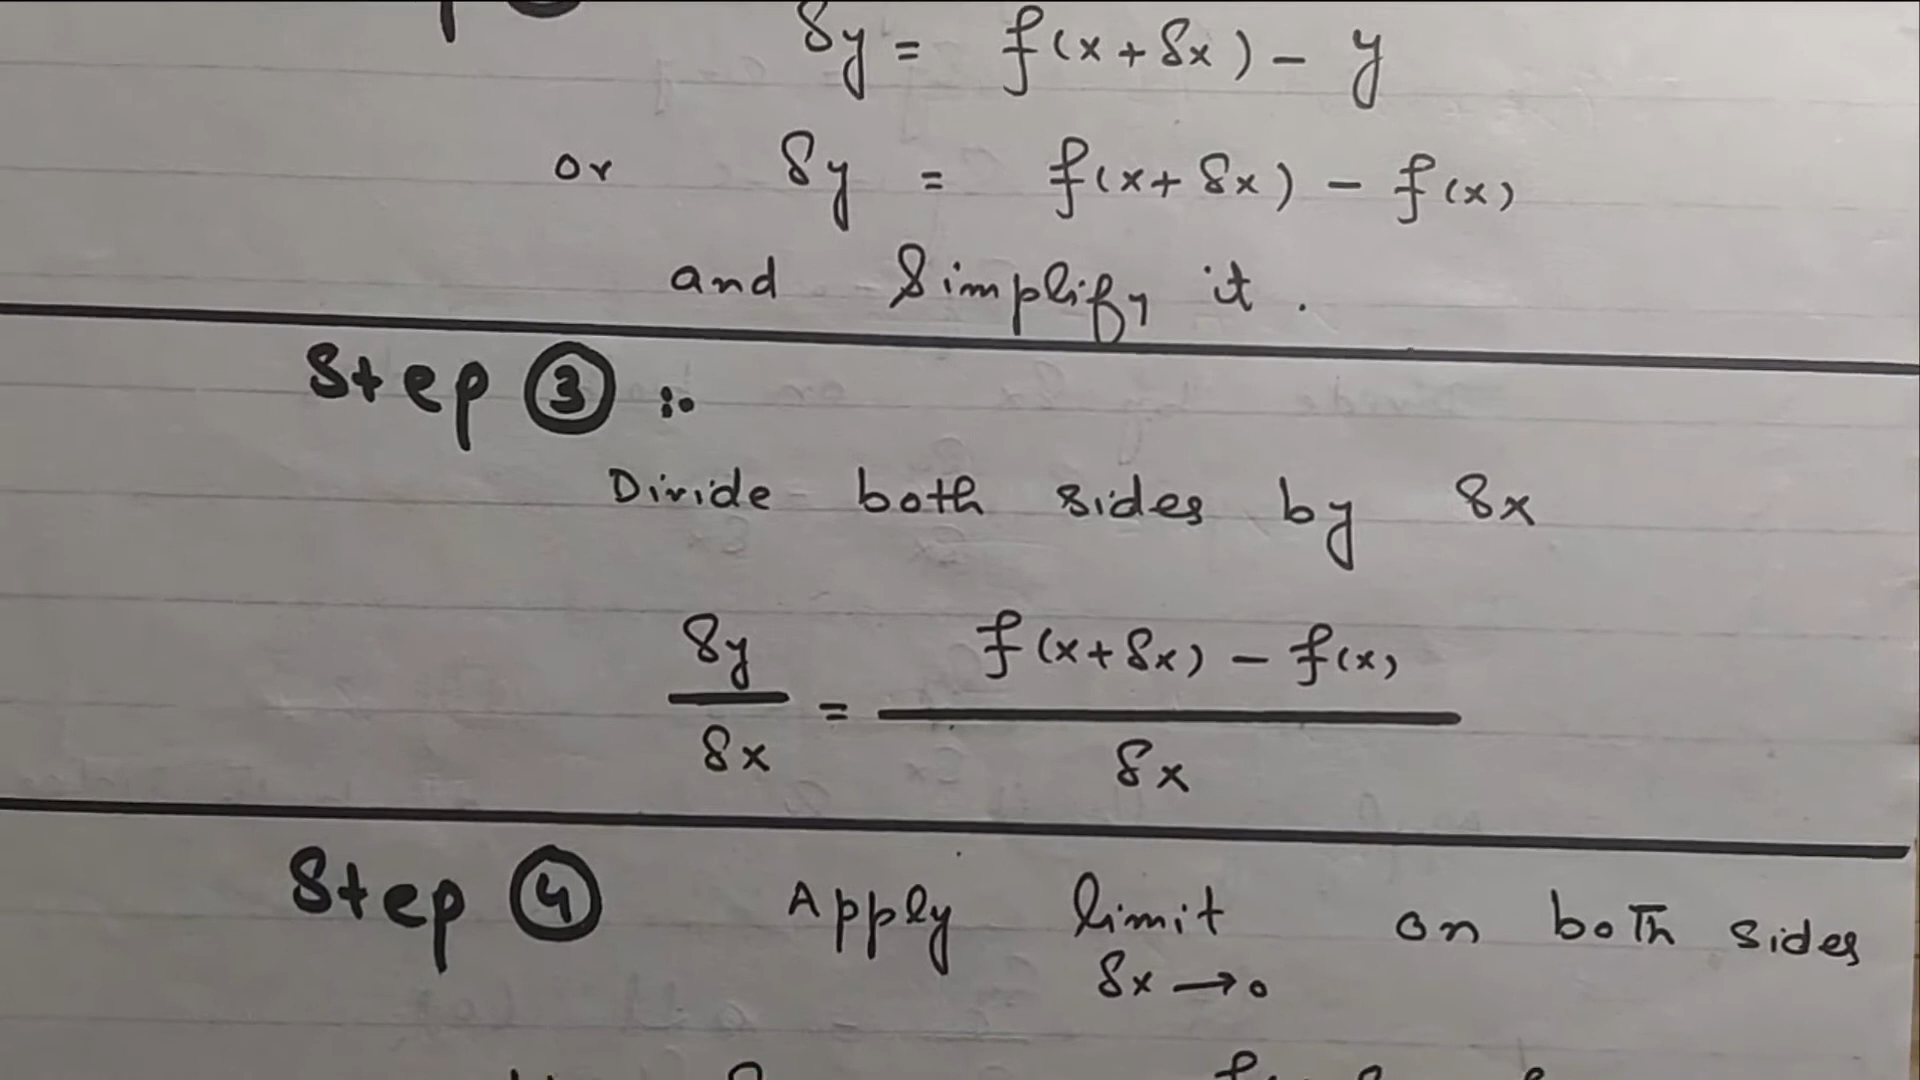 δy = f(x+δx) - y
or δy = f(x+δx) - f(x)
and Simplify it.
Step ③ :-
Divide both sides by δx
δy/δx = f(x+δx) - f(x)/δx
Step ④ Apply limit on both sides
δx→0